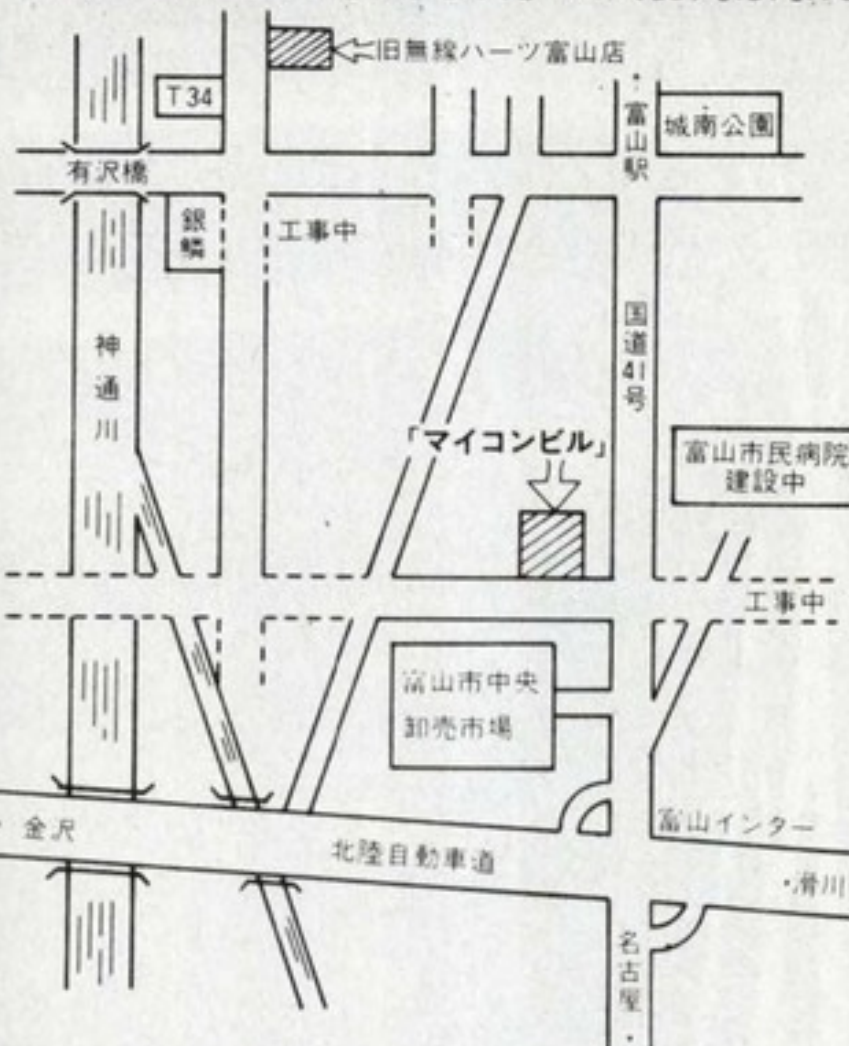 旧無線ハーツ富山店
T34
・富山駅
城南公園
有沢橋
銀鱗
工事中
神通川
国道41号
「マイコンビル」
富山市民病院
建設中
工事中
富山市中央
卸売市場
金沢
北陸自動車道
富山インター
・滑川
名古屋・